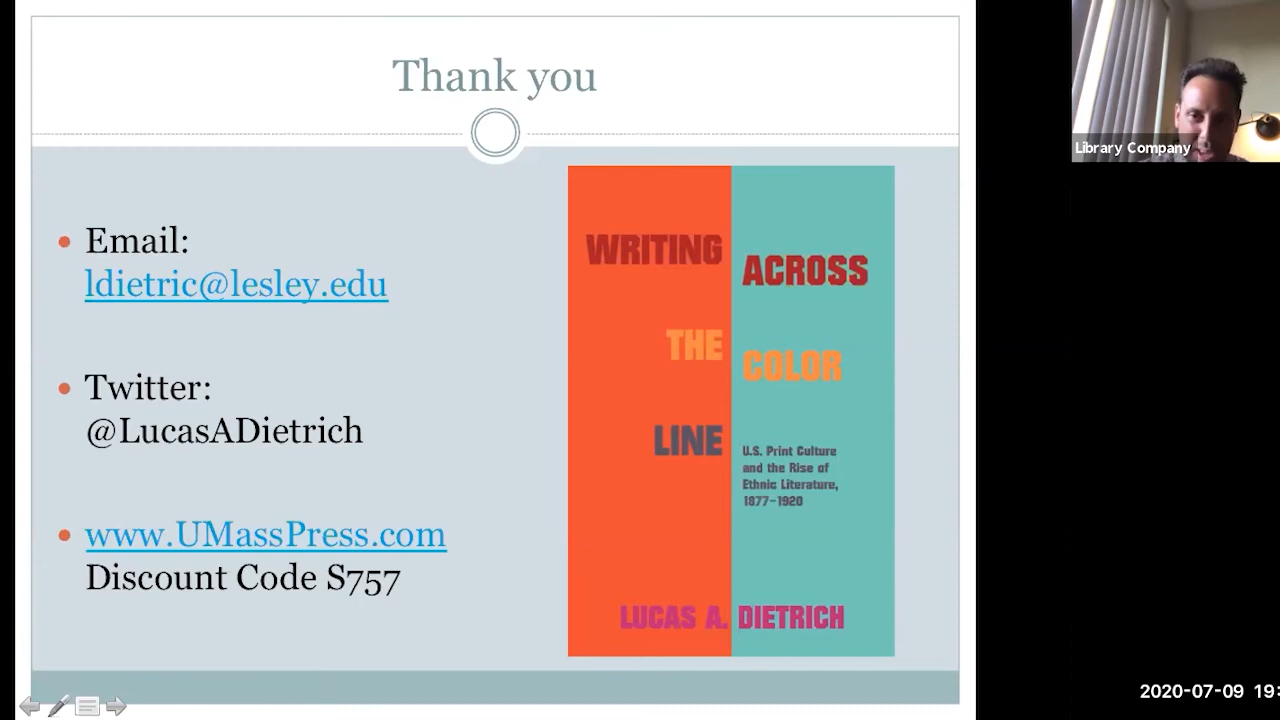 Thank you
Email:
ldietric@lesley.edu
Twitter:
@LucasADietrich
www.UMassPress.com
Discount Code S757
WRITING
ACROSS
THE
COLOR
LINE
U.S. Print Culture
and the Rise of
Ethnic Literature,
1877–1920
LUCAS A. DIETRICH
Library Company
2020-07-09 19: